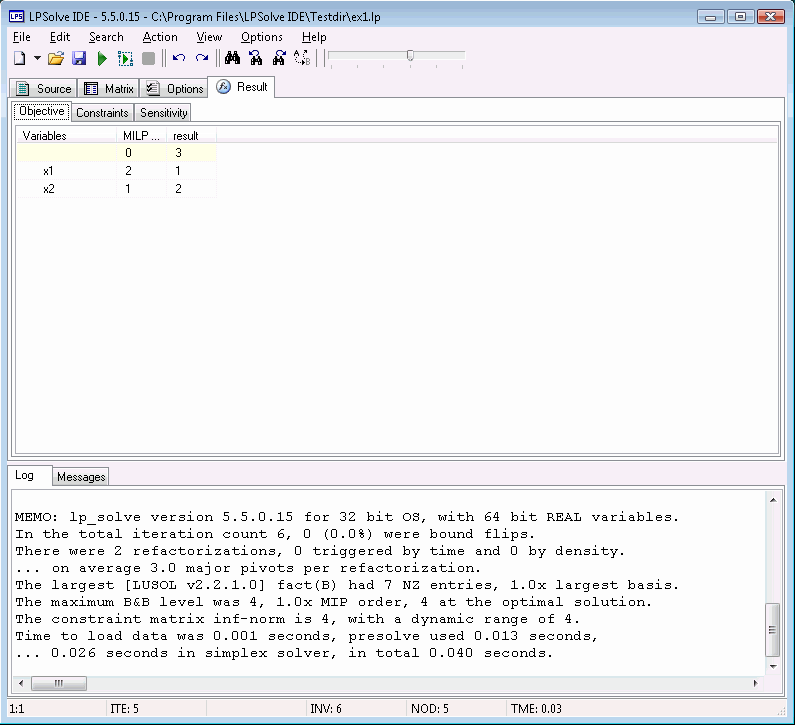 LPS LPSolve IDE - 5.5.0.15 - C:\Program Files\LPSolve IDE\Testdir\ex1.lp
File Edit Search Action View Options Help
Source Matrix Options Result
Objective Constraints Sensitivity
Variables MILP ... result
0 3
x1 2 1
x2 1 2
Log Messages
MEMO: lp_solve version 5.5.0.15 for 32 bit OS, with 64 bit REAL variables.
In the total iteration count 6, 0 (0.0%) were bound flips.
There were 2 refactorizations, 0 triggered by time and 0 by density.
... on average 3.0 major pivots per refactorization.
The largest [LUSOL v2.2.1.0] fact(B) had 7 NZ entries, 1.0x largest basis.
The maximum B&B level was 4, 1.0x MIP order, 4 at the optimal solution.
The constraint matrix inf-norm is 4, with a dynamic range of 4.
Time to load data was 0.001 seconds, presolve used 0.013 seconds,
... 0.026 seconds in simplex solver, in total 0.040 seconds.
1:1 ITE: 5 INV: 6 NOD: 5 TME: 0.03